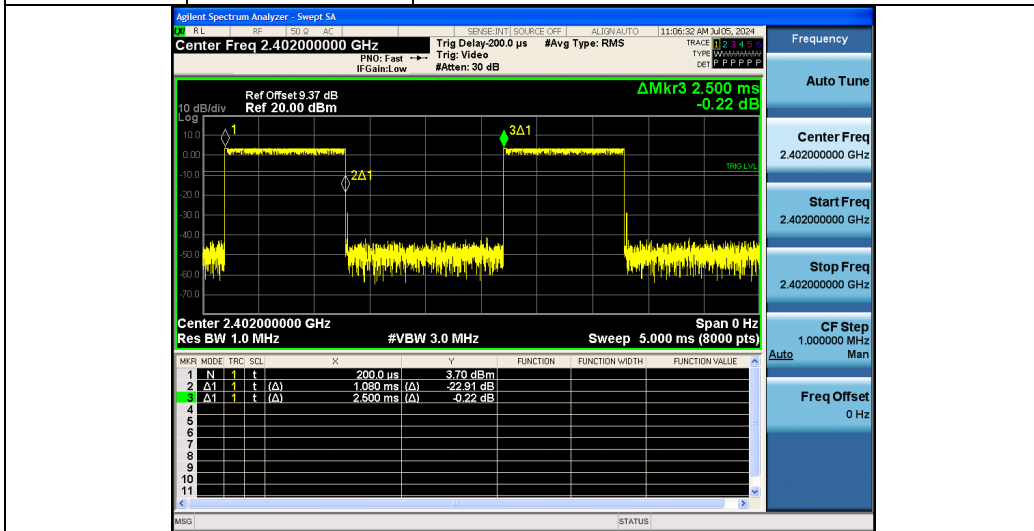 Agilent Spectrum Analyzer - Swept SA
RL RF 50 Ω AC SENSE:INT SOURCE OFF ALIGN AUTO 11:06:32 AM Jul 05, 2024
Center Freq 2.402000000 GHz
PNO: Fast
IFGain:Low
Trig Delay-200.0 µs #Avg Type: RMS
Trig: Video
#Atten: 30 dB
TRACE 1 2 3 4 5 6
TYPE
DET P P P P P P
Frequency
Ref Offset 9.37 dB
10 dB/div Ref 20.00 dBm
Log
ΔMkr3 2.500 ms
-0.22 dB
10.0
0.00
-10.0
-20.0
-30.0
-40.0
-50.0
-60.0
-70.0
1
2Δ1
3Δ1
TRIG LVL
Center 2.402000000 GHz Span 0 Hz
Res BW 1.0 MHz #VBW 3.0 MHz Sweep 5.000 ms (8000 pts)
MKR MODE TRC SCL X Y FUNCTION FUNCTION WIDTH FUNCTION VALUE
1 N 1 t 200.0 µs 3.70 dBm
2 Δ1 1 t (Δ) 1.080 ms (Δ) -22.91 dB
3 Δ1 1 t (Δ) 2.500 ms (Δ) -0.22 dB
4
5
6
7
8
9
10
11
MSG STATUS
Auto Tune
Center Freq
2.402000000 GHz
Start Freq
2.402000000 GHz
Stop Freq
2.402000000 GHz
CF Step
1.000000 MHz
Auto Man
Freq Offset
0 Hz